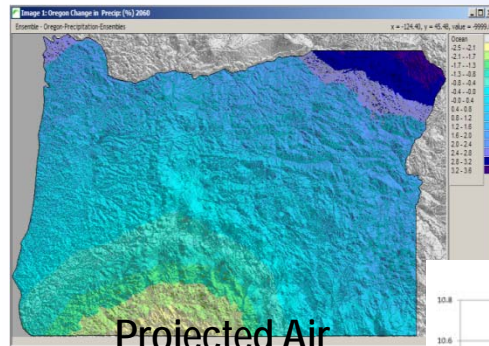 Image 1: Oregon Change in Precip: (%) 2060
Ensemble - Oregon-Precipitation-Ensembles
x = -124.40, y = 45.48, value = -9999.
Ocean
-2.5 - -2.1
-2.1 - -1.7
-1.7 - -1.3
-1.3 - -0.8
-0.8 - -0.4
-0.4 - -0.0
-0.0 - 0.4
0.4 - 0.8
0.8 - 1.2
1.2 - 1.6
1.6 - 2.0
2.0 - 2.4
2.4 - 2.8
2.8 - 3.2
3.2 - 3.6
Projected Air
10.8
10.6